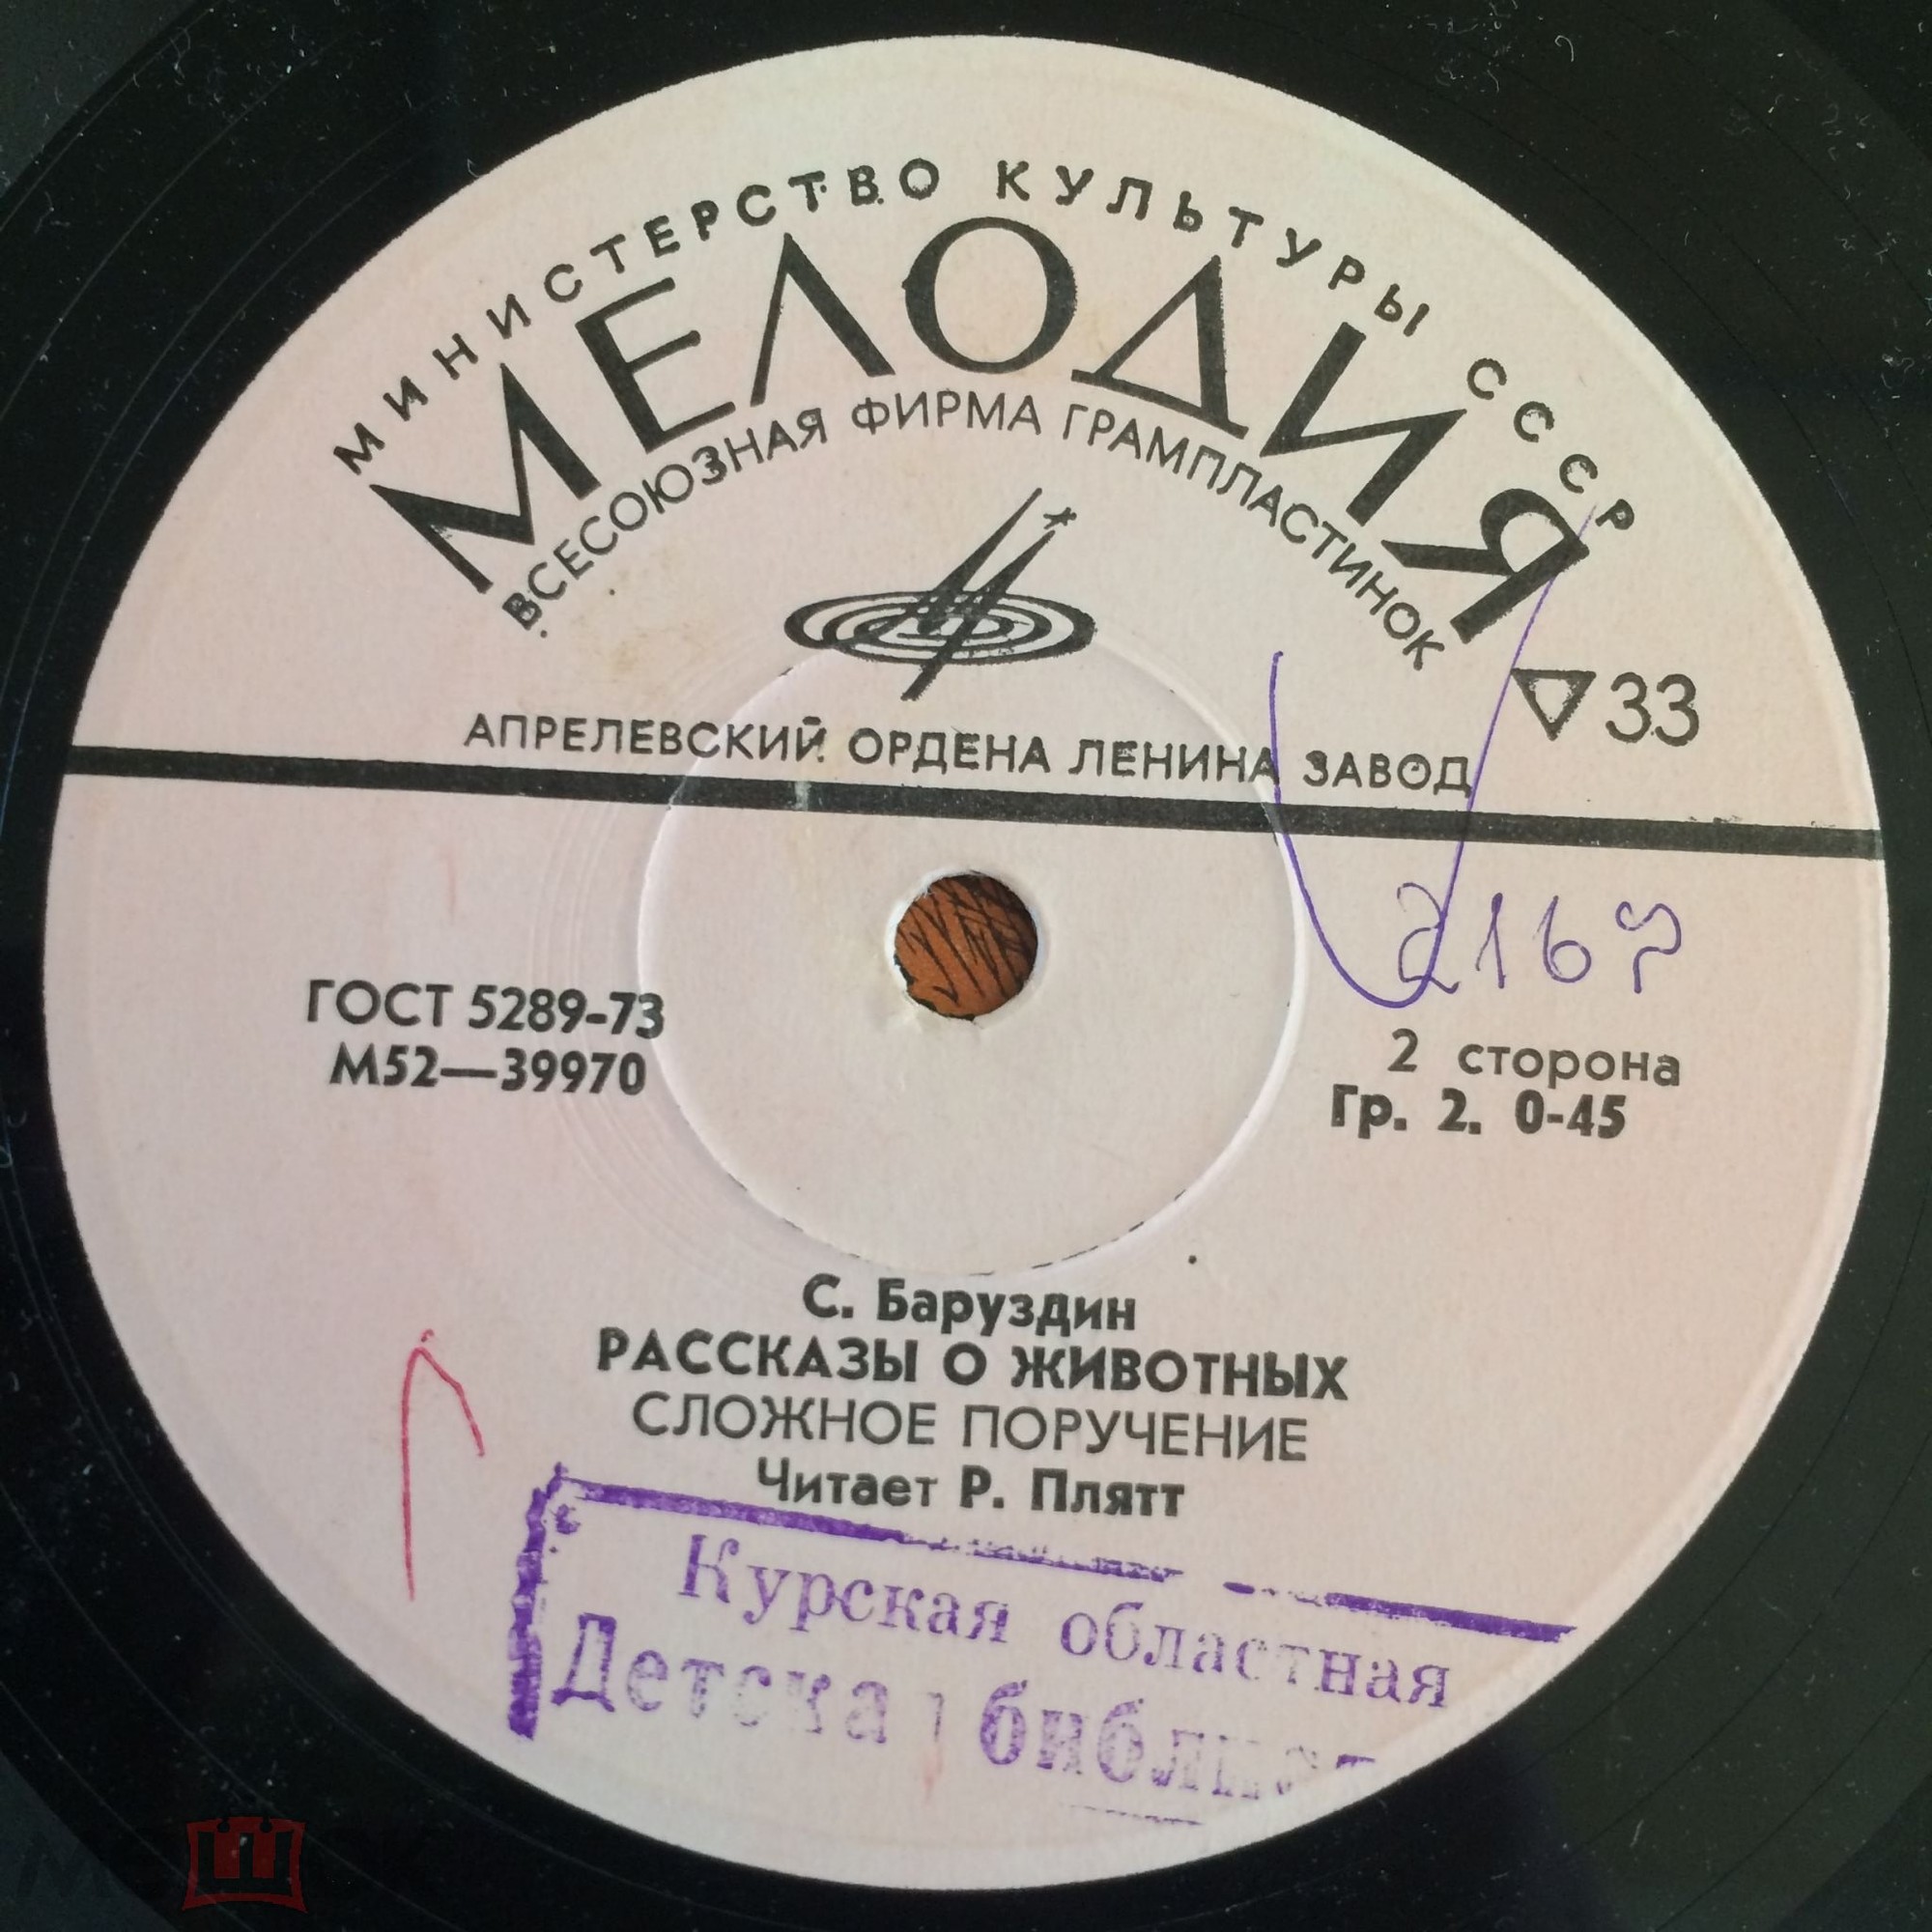 МИНИСТЕРСТВО КУЛЬТУРЫ СССР
МЕЛОДИЯ
ВСЕСОЮЗНАЯ ФИРМА ГРАМПЛАСТИНОК
33
АПРЕЛЕВСКИЙ ОРДЕНА ЛЕНИНА ЗАВОД
216
ГОСТ 5289-73
М52—39970
2 сторона
Гр. 2. 0-45
С. Баруздин
РАССКАЗЫ О ЖИВОТНЫХ
СЛОЖНОЕ ПОРУЧЕНИЕ
Читает Р. Плятт
Курская областная